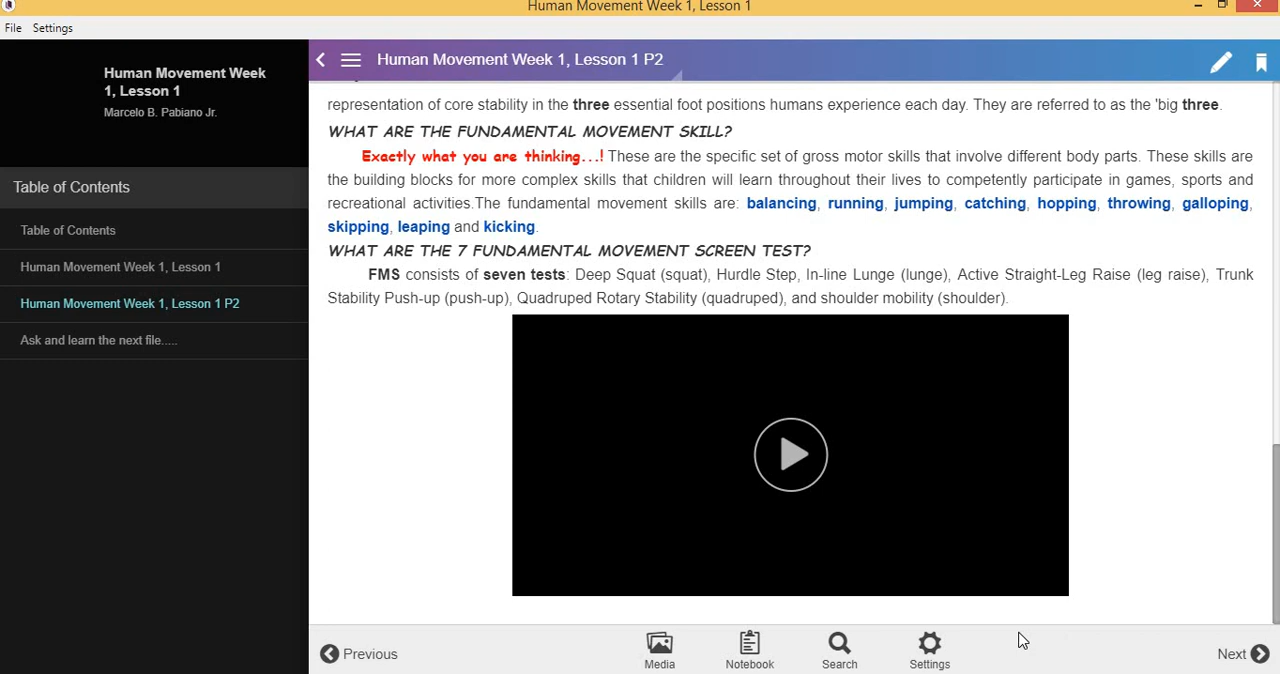 Human Movement Week 1, Lesson 1
File Settings
Human Movement Week
1, Lesson 1
Marcelo B. Pabiano Jr.
Table of Contents
Table of Contents
Human Movement Week 1, Lesson 1
Human Movement Week 1, Lesson 1 P2
Ask and learn the next file.....
Human Movement Week 1, Lesson 1 P2
representation of core stability in the three essential foot positions humans experience each day. They are referred to as the 'big three.
WHAT ARE THE FUNDAMENTAL MOVEMENT SKILL?
Exactly what you are thinking...! These are the specific set of gross motor skills that involve different body parts. These skills are
the building blocks for more complex skills that children will learn throughout their lives to competently participate in games, sports and
recreational activities.The fundamental movement skills are: balancing, running, jumping, catching, hopping, throwing, galloping,
skipping, leaping and kicking.
WHAT ARE THE 7 FUNDAMENTAL MOVEMENT SCREEN TEST?
FMS consists of seven tests: Deep Squat (squat), Hurdle Step, In-line Lunge (lunge), Active Straight-Leg Raise (leg raise), Trunk
Stability Push-up (push-up), Quadruped Rotary Stability (quadruped), and shoulder mobility (shoulder).
Previous
Media
Notebook
Search
Settings
Next